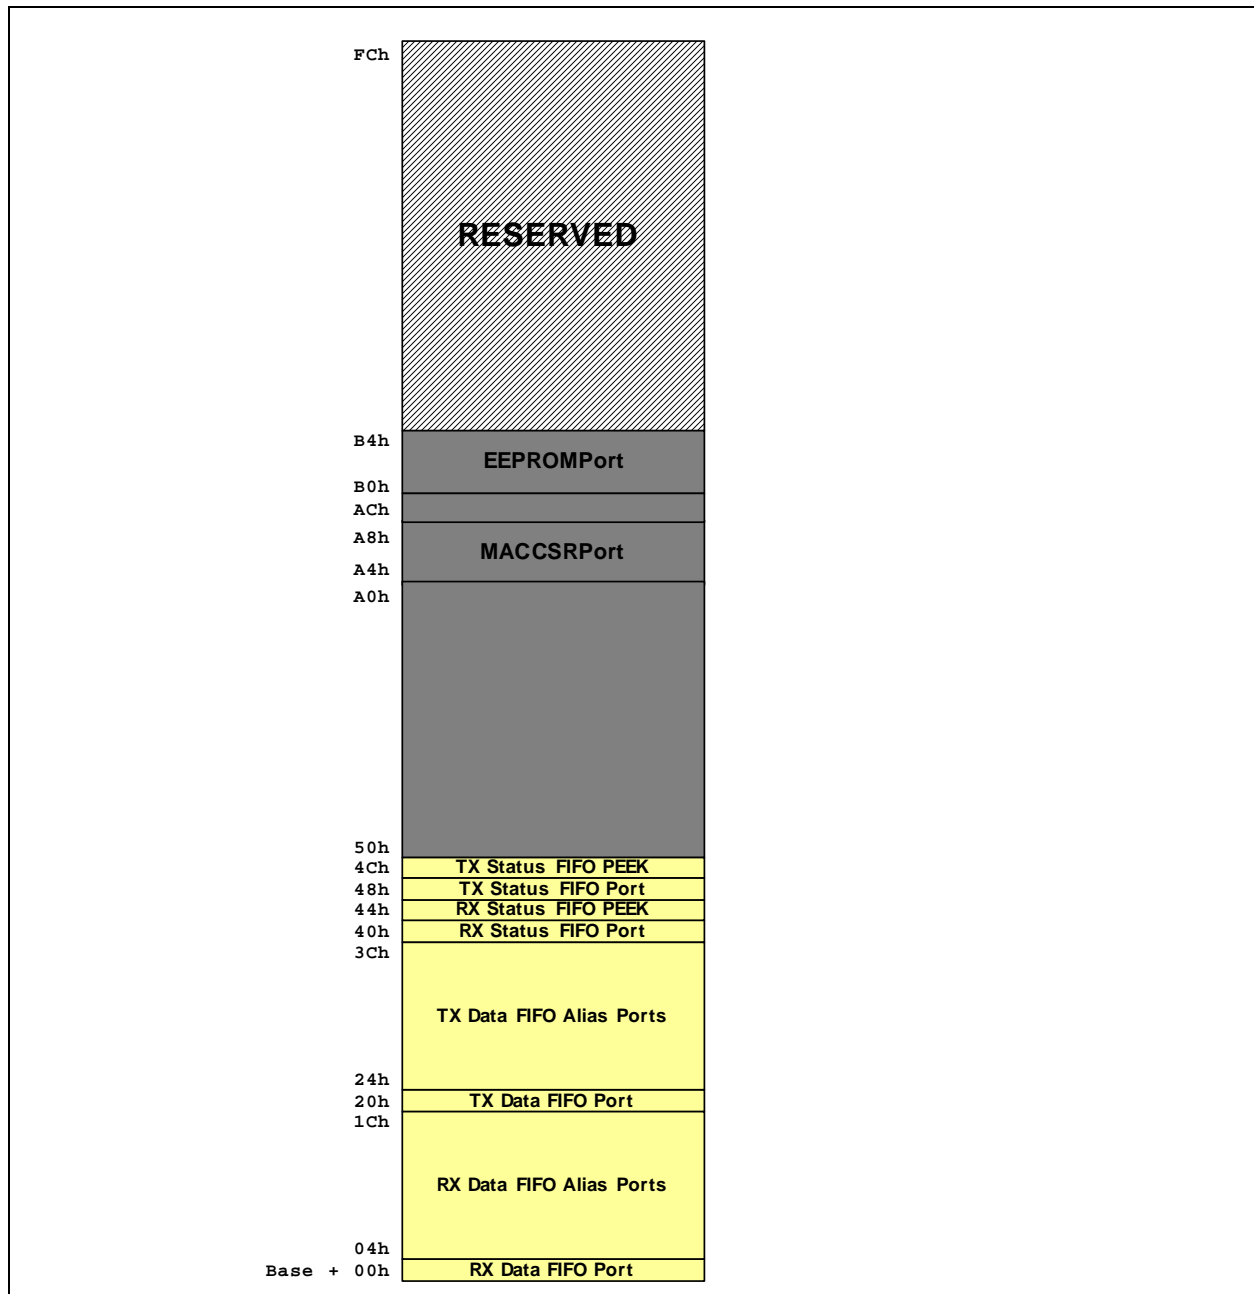 FCh
RESERVED
B4h
EEPROMPort
B0h
ACh
A8h
MACCSRPort
A4h
A0h
50h
4Ch TX Status FIFO PEEK
48h TX Status FIFO Port
44h RX Status FIFO PEEK
40h RX Status FIFO Port
3Ch
TX Data FIFO Alias Ports
24h
20h TX Data FIFO Port
1Ch
RX Data FIFO Alias Ports
04h
Base + 00h RX Data FIFO Port